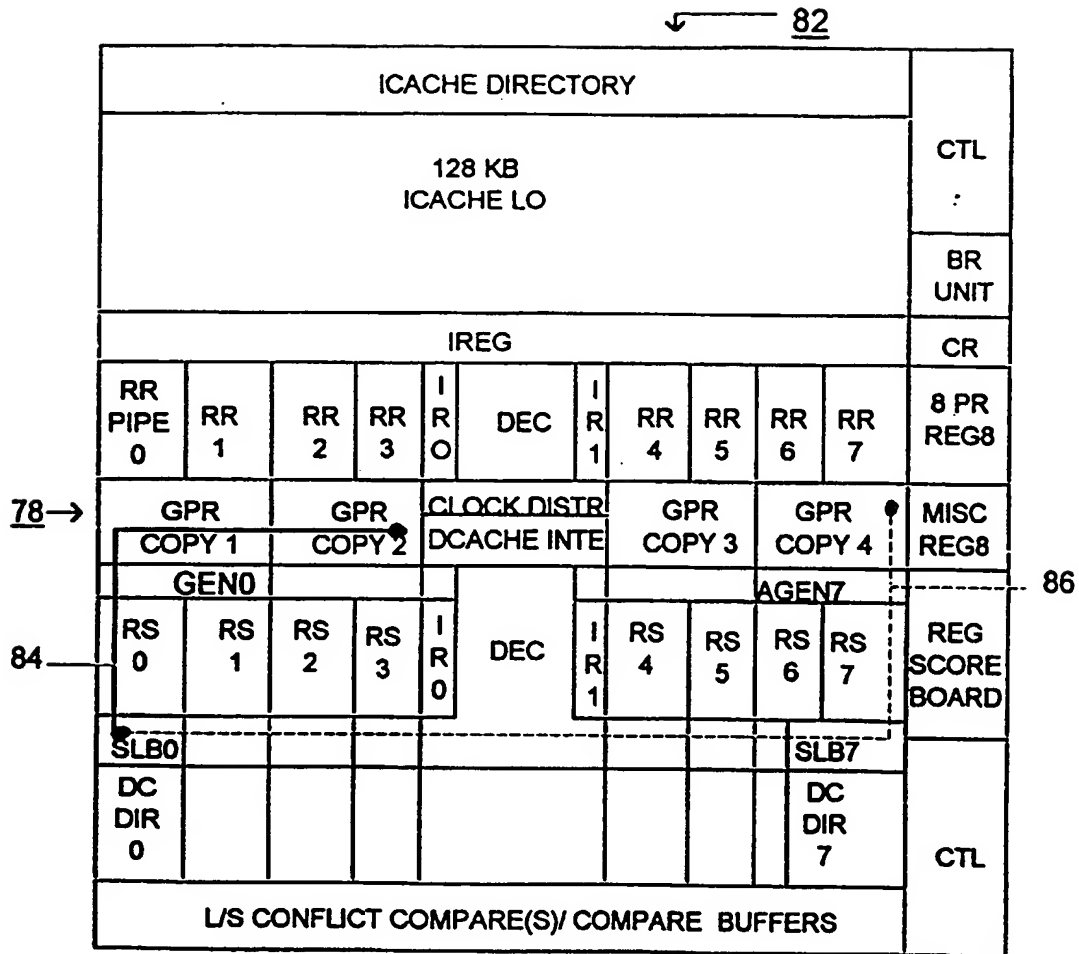 82
ICACHE DIRECTORY
CTL
:
128 KB
ICACHE LO
BR
UNIT
IREG
CR
RR
PIPE
0
RR
1
RR
2
RR
3
I
R
O
DEC
I
R
1
RR
4
RR
5
RR
6
RR
7
8 PR
REG8
78
GPR
COPY 1
GPR
COPY 2
CLOCK DISTR
DCACHE INTE
GPR
COPY 3
GPR
COPY 4
MISC
REG8
GEN0
AGEN7
86
84
RS
0
RS
1
RS
2
RS
3
I
R
0
DEC
I
R
1
RS
4
RS
5
RS
6
RS
7
REG
SCORE
BOARD
SLB0
SLB7
DC
DIR
0
DC
DIR
7
CTL
L/S CONFLICT COMPARE(S)/ COMPARE BUFFERS